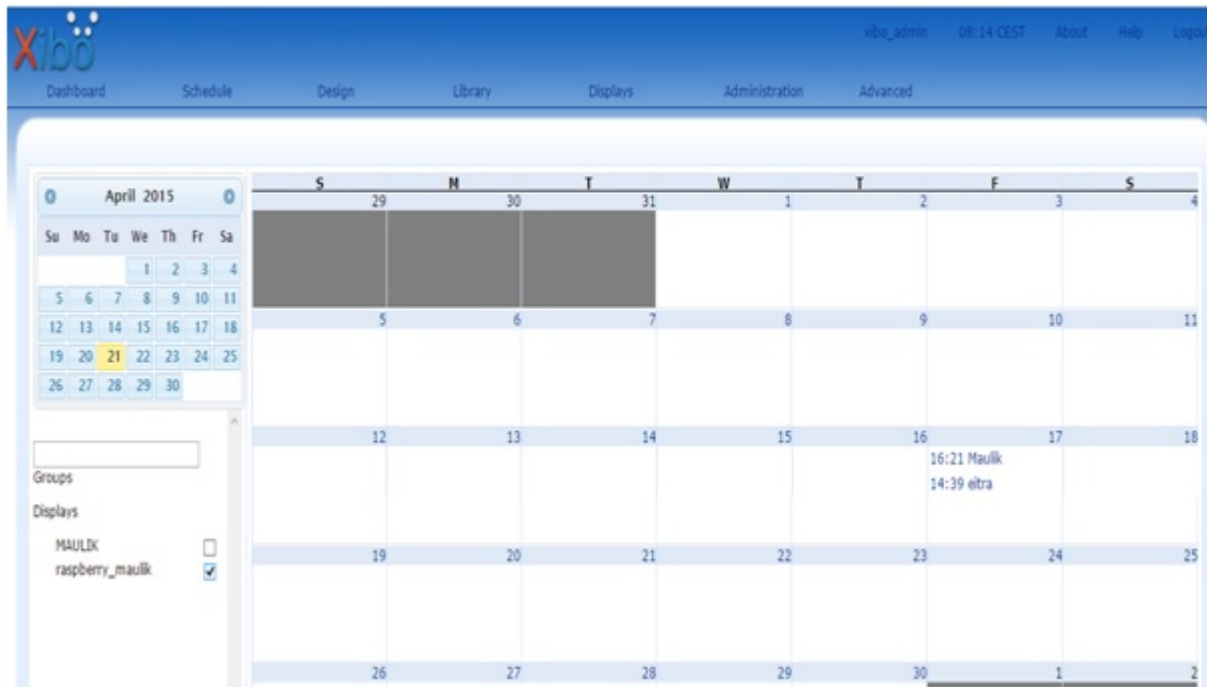 Xibö
xibo_admin 08:14 CEST About Help Logout
Dashboard Schedule Design Library Displays Administration Advanced
April 2015
Su Mo Tu We Th Fr Sa
1 2 3 4
5 6 7 8 9 10 11
12 13 14 15 16 17 18
19 20 21 22 23 24 25
26 27 28 29 30
Groups
Displays
MAULIK
raspberry_maulik
S M T W T F S
29 30 31 1 2 3 4
5 6 7 8 9 10 11
12 13 14 15 16 17 18
16:21 Maulik
14:39 eitra
19 20 21 22 23 24 25
26 27 28 29 30 1 2